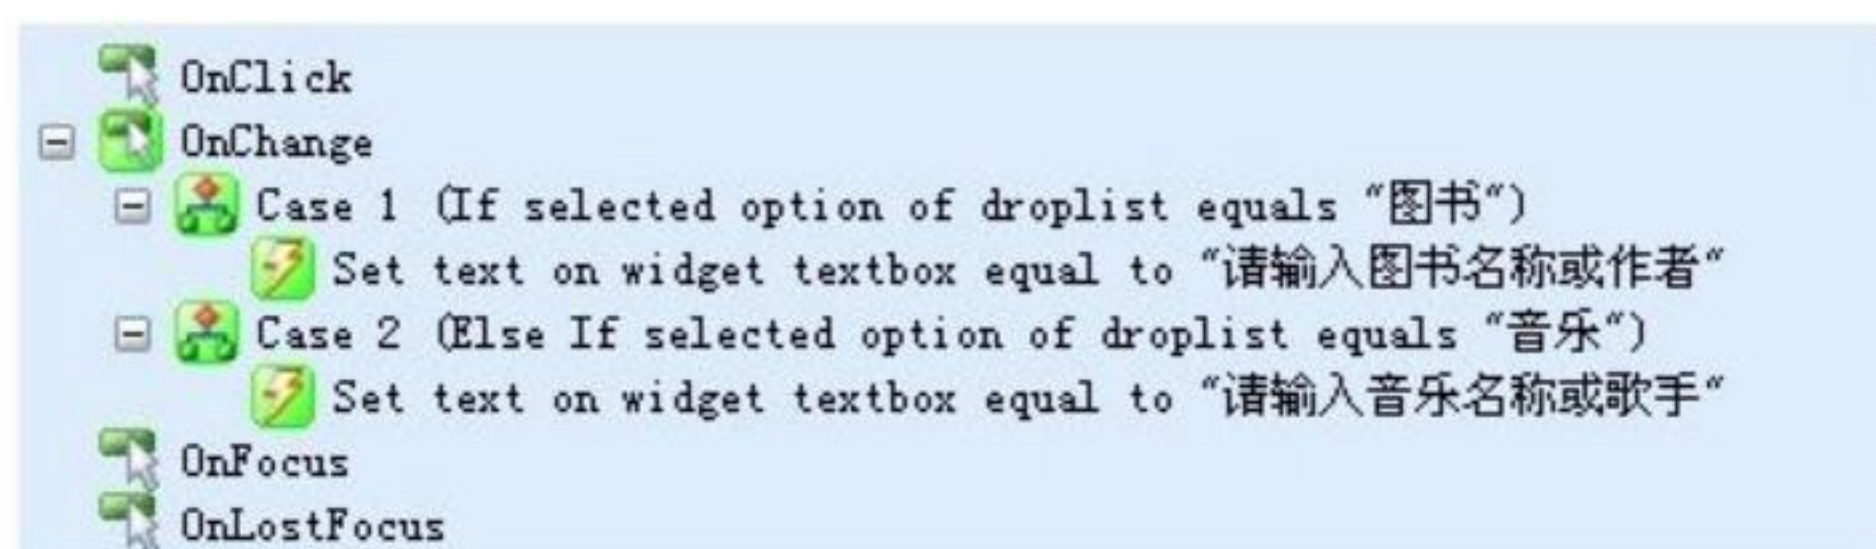 OnClick
OnChange
Case 1 (If selected option of droplist equals "图书")
Set text on widget textbox equal to "请输入图书名称或作者"
Case 2 (Else If selected option of droplist equals "音乐")
Set text on widget textbox equal to "请输入音乐名称或歌手"
OnFocus
OnLostFocus